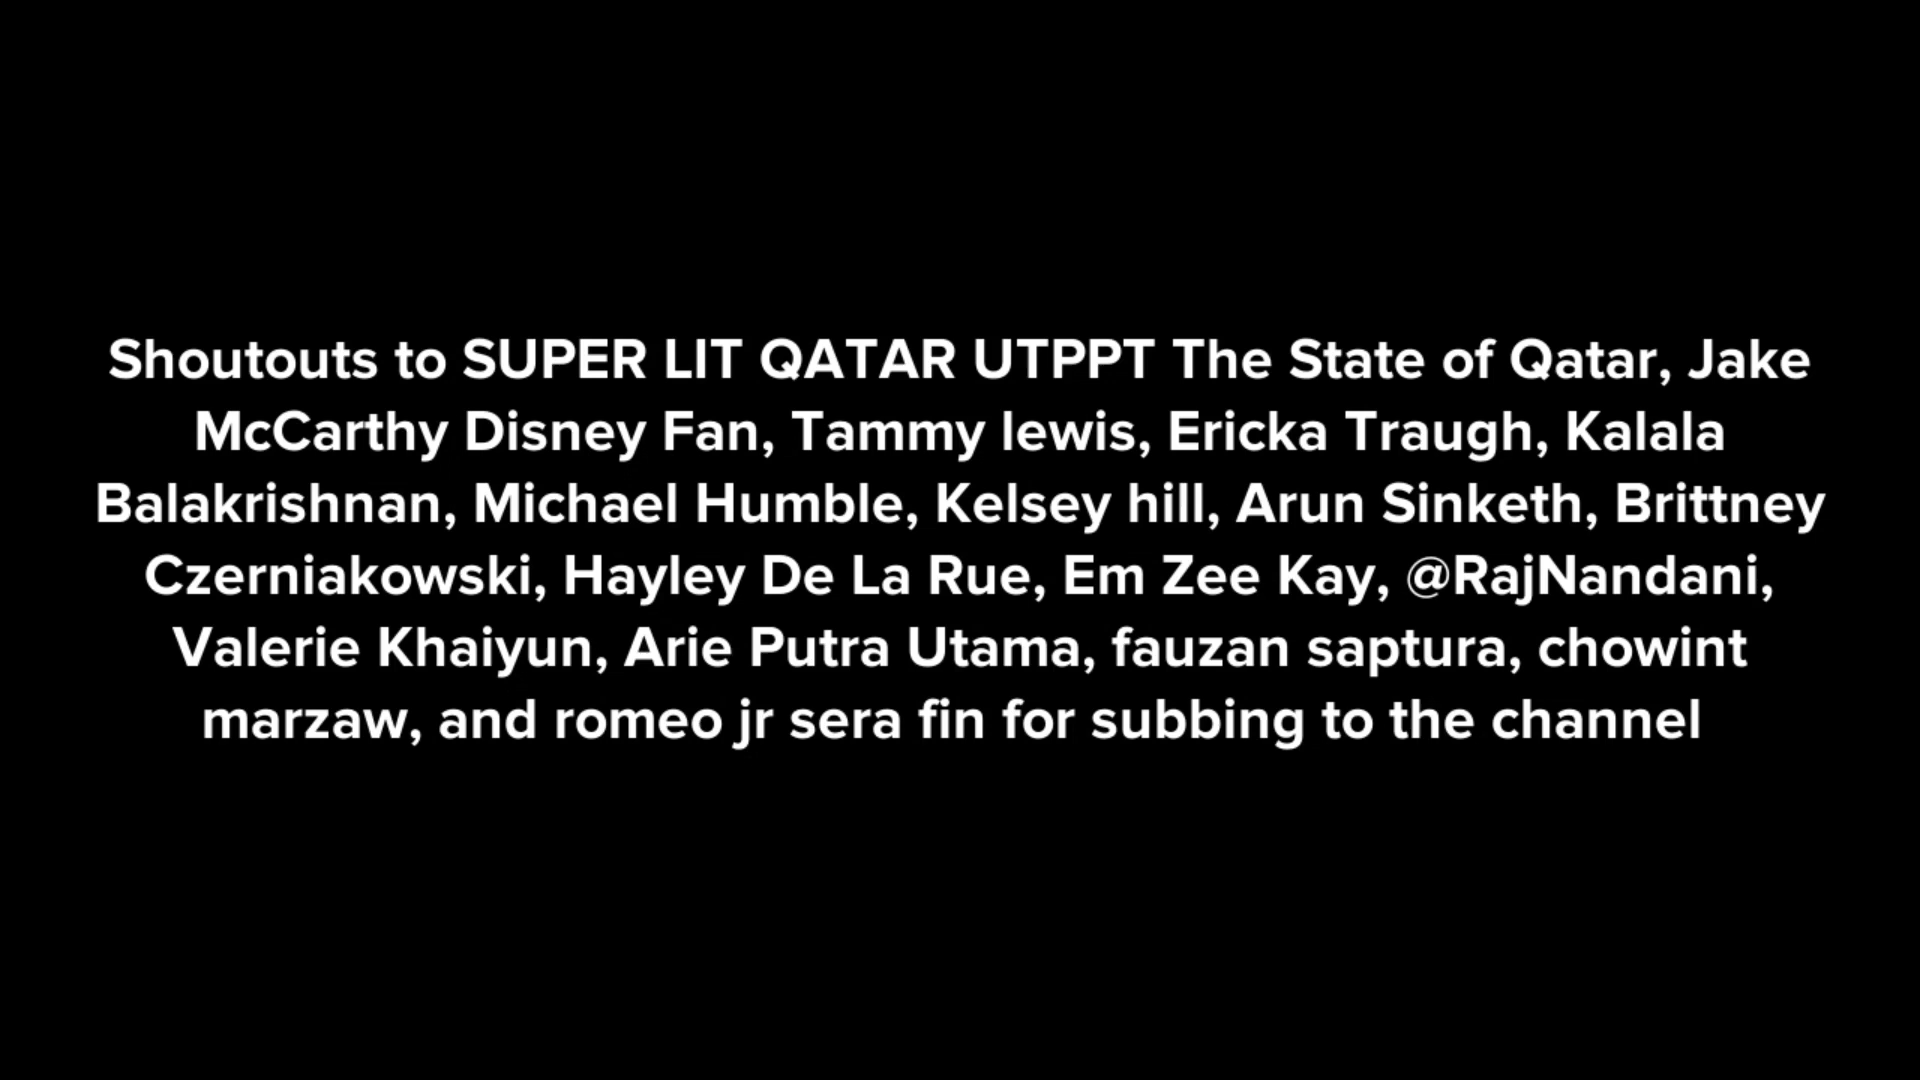 Shoutouts to SUPER LIT QATAR UTPPT The State of Qatar, Jake
McCarthy Disney Fan, Tammy lewis, Ericka Traugh, Kalala
Balakrishnan, Michael Humble, Kelsey hill, Arun Sinketh, Brittney
Czerniakowski, Hayley De La Rue, Em Zee Kay, @RajNandani,
Valerie Khaiyun, Arie Putra Utama, fauzan saptura, chowint
marzaw, and romeo jr sera fin for subbing to the channel